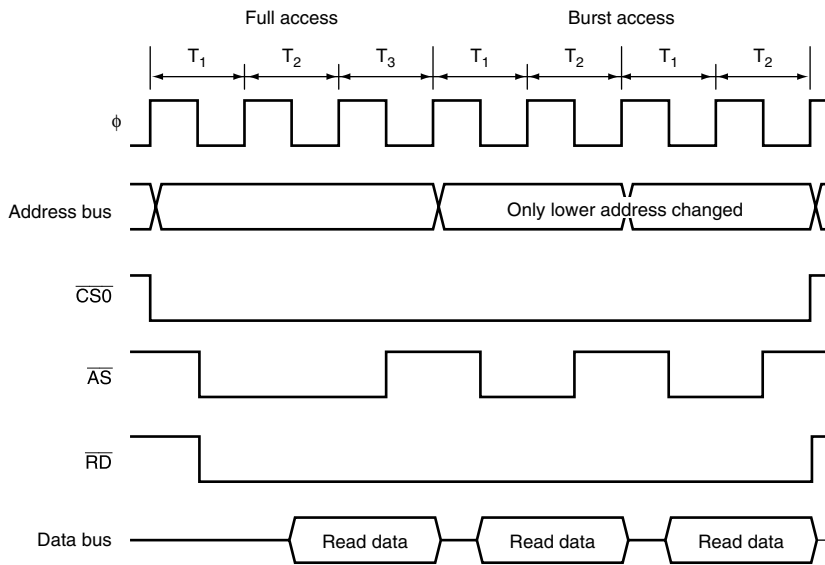 Full access Burst access
T1 T2 T3 T1 T2 T1 T2
ϕ
Address bus Only lower address changed
CS0
AS
RD
Data bus Read data Read data Read data